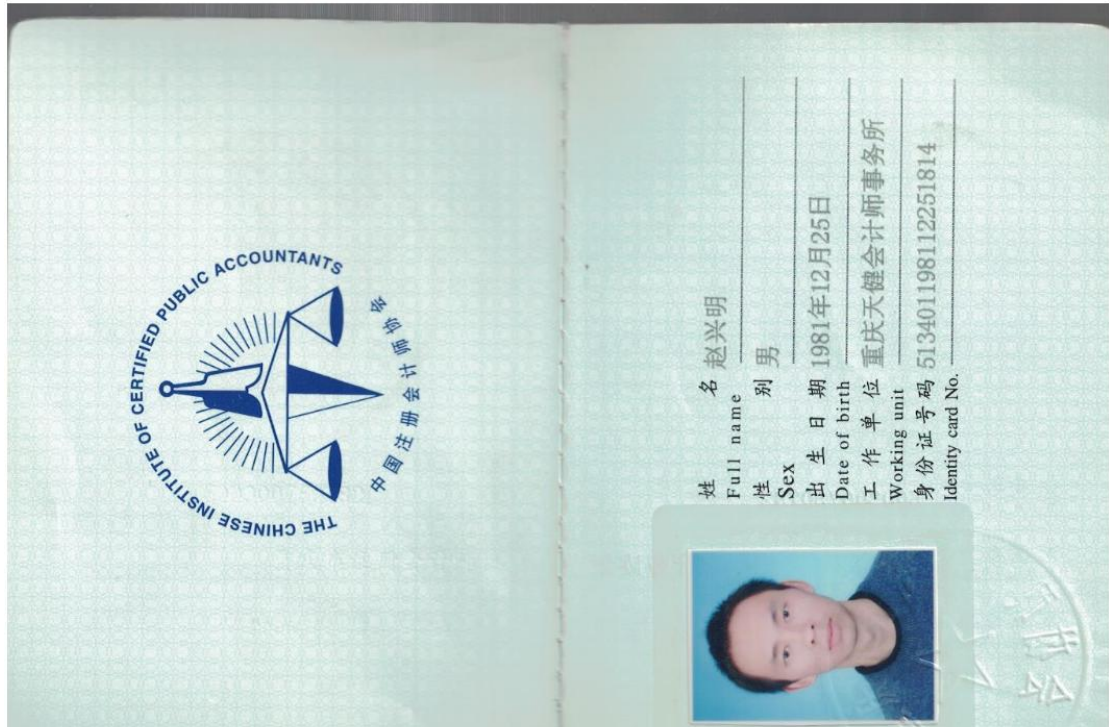 THE CHINESE INSTITUTE OF CERTIFIED PUBLIC ACCOUNTANTS
中国注册会计师协会
姓 名 赵兴明
Full name
性 别 男
Sex
出 生 日 期 1981年12月25日
Date of birth
工 作 单 位 重庆天健会计师事务所
Working unit
身份证号码 513401198112251814
Identity card No.